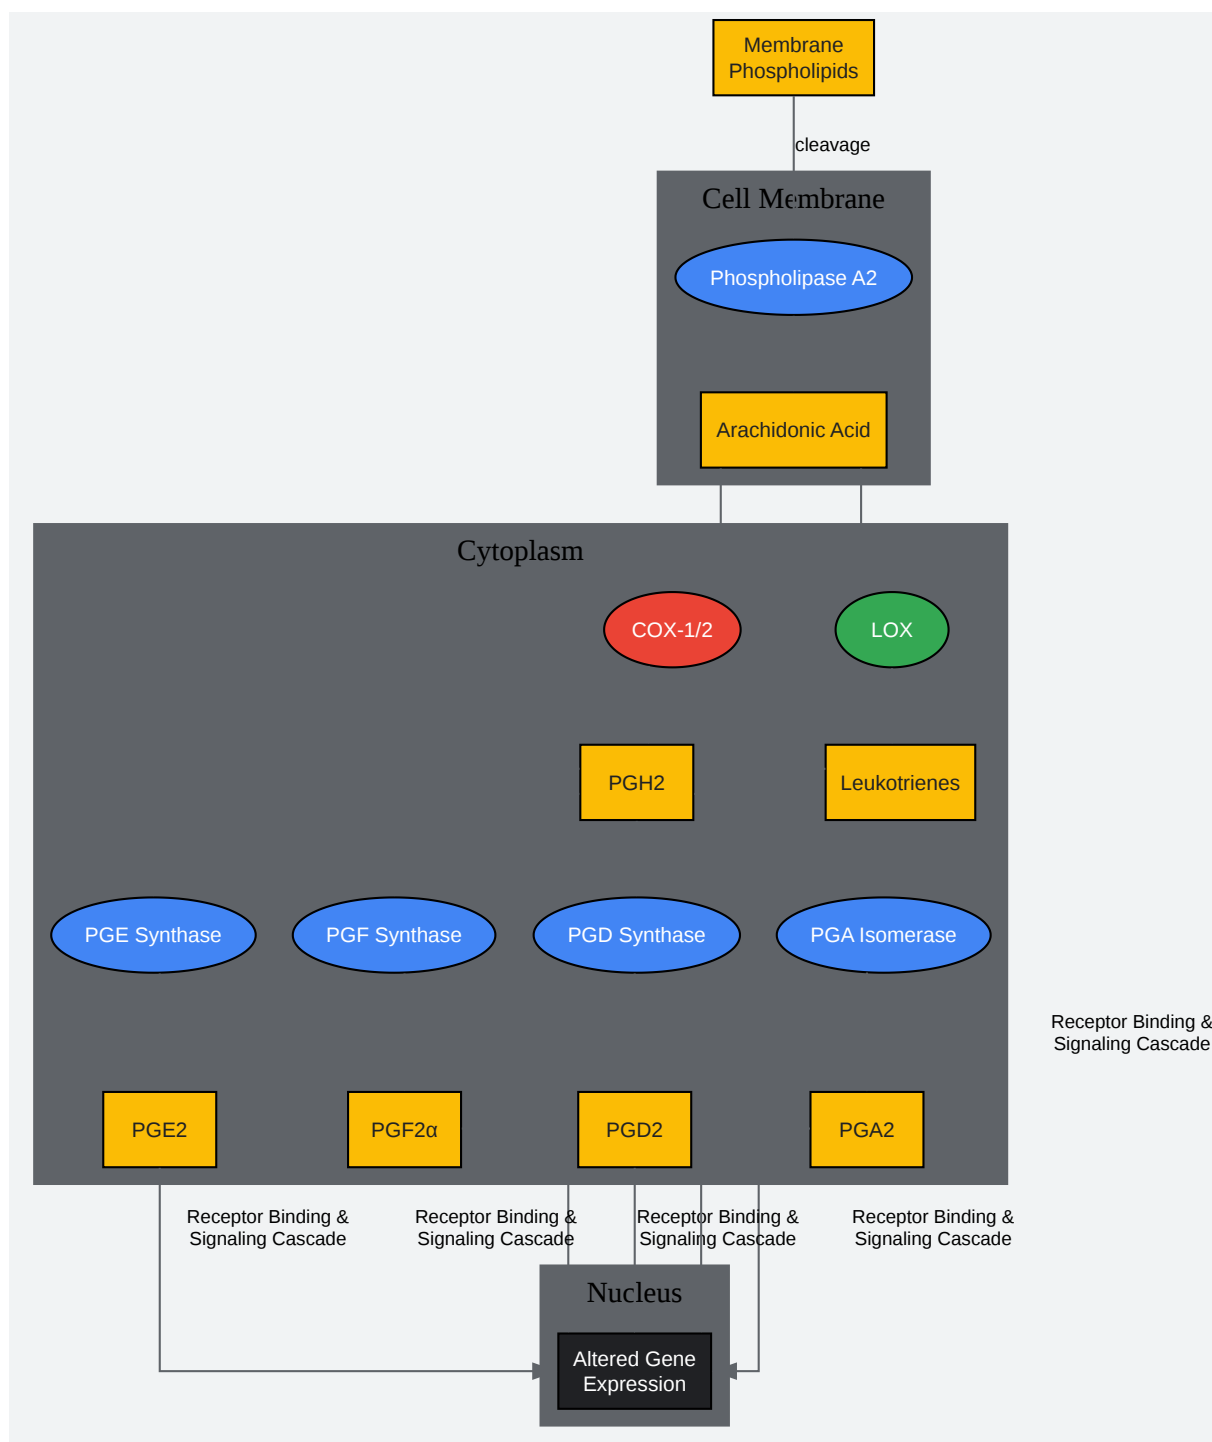 Membrane
Phospholipids
cleavage
Cell Membrane
Phospholipase A2
Arachidonic Acid
Cytoplasm
COX-1/2
LOX
PGH2
Leukotrienes
PGE Synthase
PGF Synthase
PGD Synthase
PGA Isomerase
Receptor Binding &
Signaling Cascade
PGE2
PGF2α
PGD2
PGA2
Receptor Binding &
Signaling Cascade
Receptor Binding &
Signaling Cascade
Receptor Binding &
Signaling Cascade
Receptor Binding &
Signaling Cascade
Nucleus
Altered Gene
Expression